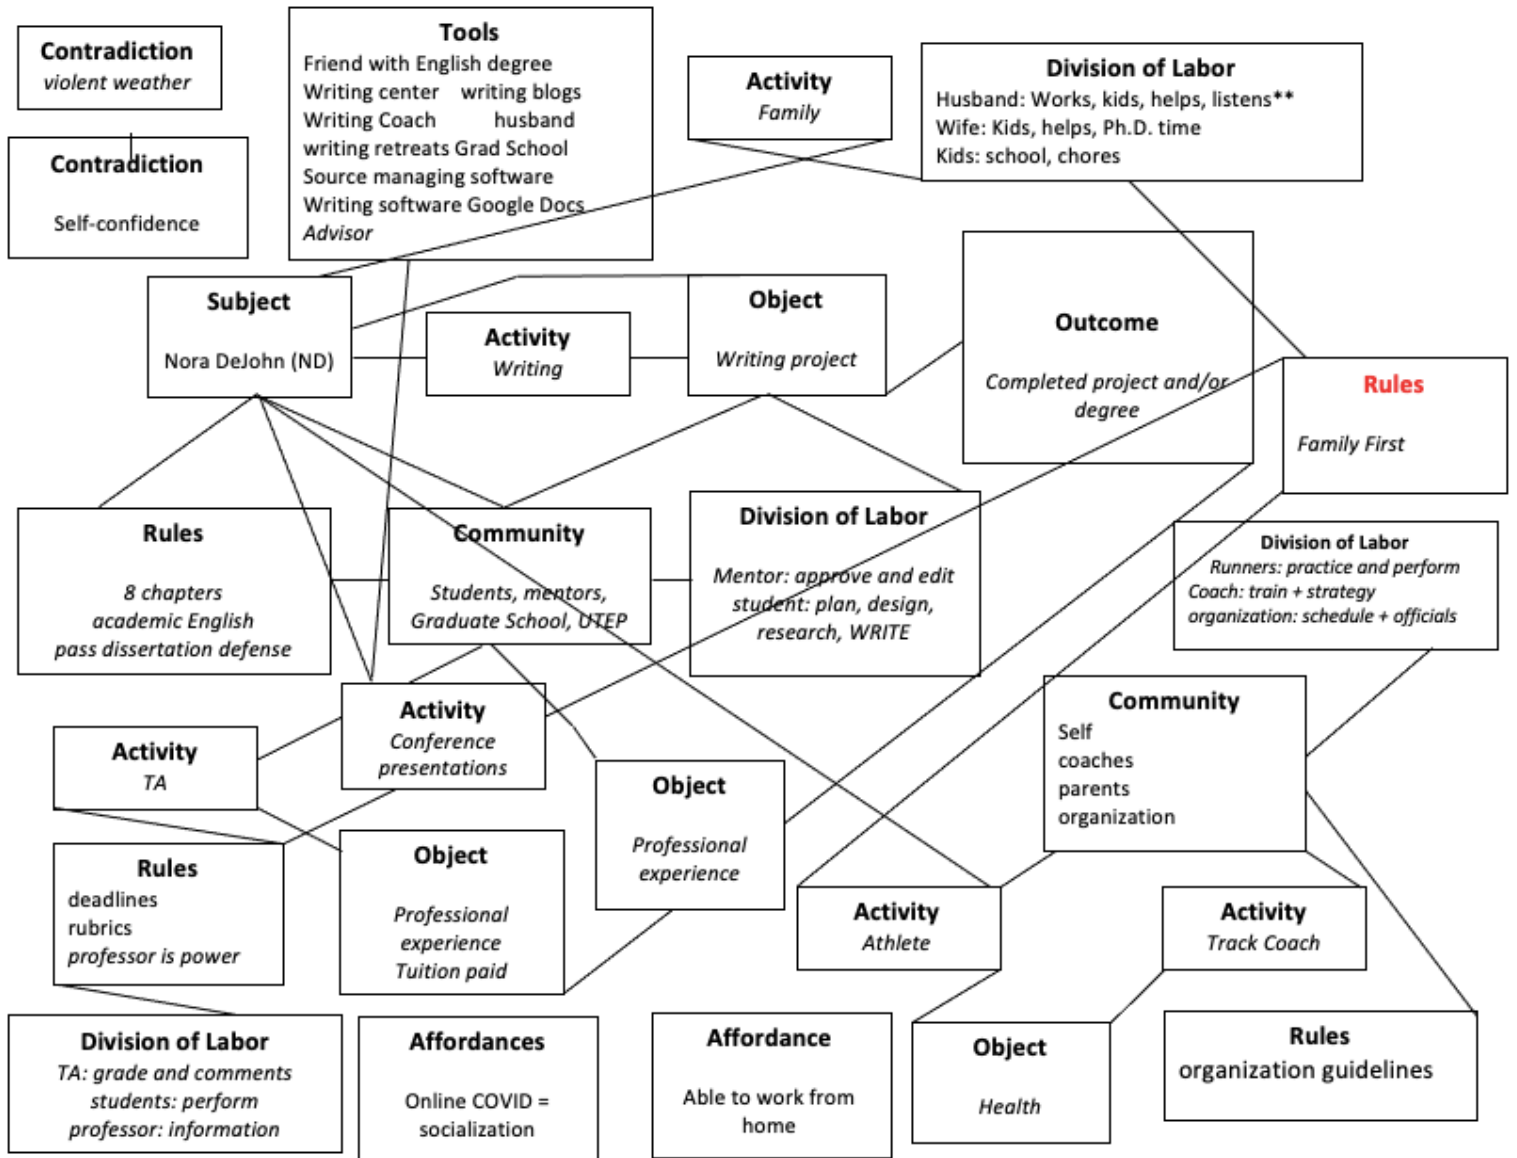 Contradiction
violent weather
Contradiction
Self-confidence
Tools
Friend with English degree
Writing center writing blogs
Writing Coach husband
writing retreats Grad School
Source managing software
Writing software Google Docs
Advisor
Activity
Family
Division of Labor
Husband: Works, kids, helps, listens**
Wife: Kids, helps, Ph.D. time
Kids: school, chores
Subject
Nora DeJohn (ND)
Activity
Writing
Object
Writing project
Outcome
Completed project and/or
degree
Rules
Family First
Rules
8 chapters
academic English
pass dissertation defense
Community
Students, mentors,
Graduate School, UTEP
Division of Labor
Mentor: approve and edit
student: plan, design,
research, WRITE
Division of Labor
Runners: practice and perform
Coach: train + strategy
organization: schedule + officials
Activity
TA
Activity
Conference
presentations
Object
Professional
experience
Community
Self
coaches
parents
organization
Rules
deadlines
rubrics
professor is power
Object
Professional
experience
Tuition paid
Activity
Athlete
Activity
Track Coach
Division of Labor
TA: grade and comments
students: perform
professor: information
Affordances
Online COVID =
socialization
Affordance
Able to work from
home
Object
Health
Rules
organization guidelines